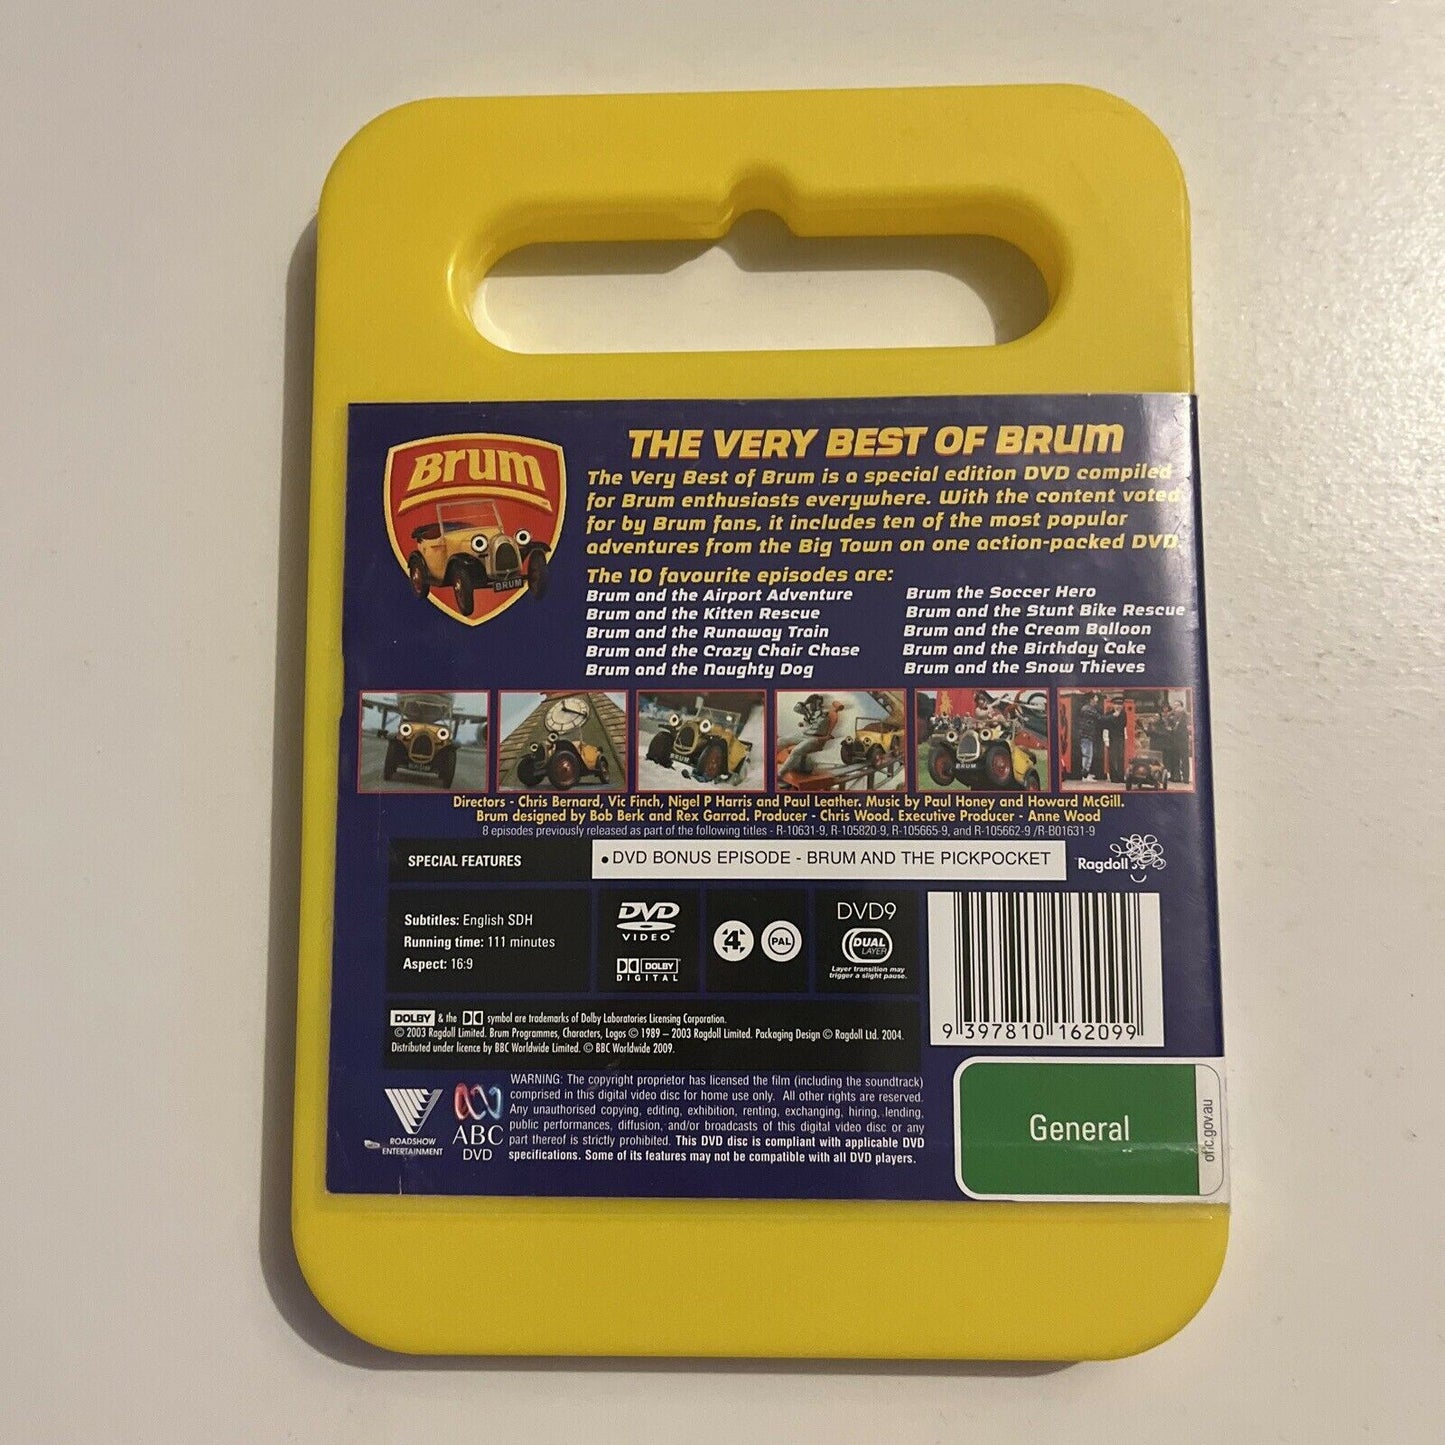 Brum
BRUM
THE VERY BEST OF BRUM
The Very Best of Brum is a special edition DVD compiled
for Brum enthusiasts everywhere. With the content voted
for by Brum fans, it includes ten of the most popular
adventures from the Big Town on one action-packed DVD
The 10 favourite episodes are:
Brum and the Airport Adventure
Brum and the Kitten Rescue
Brum and the Runaway Train
Brum and the Crazy Chair Chase
Brum and the Naughty Dog
Brum the Soccer Hero
Brum and the Stunt Bike Rescue
Brum and the Cream Balloon
Brum and the Birthday Cake
Brum and the Snow Thieves
BRUM
BRUM
Directors - Chris Bernard, Vic Finch, Nigel P Harris and Paul Leather. Music by Paul Honey and Howard McGill.
Brum designed by Bob Berk and Rex Garrod. Producer - Chris Wood. Executive Producer - Anne Wood
8 episodes previously released as part of the following titles - R-10631-9, R-105820-9, R-105665-9, and R-105662-9 /R-B01631-9
SPECIAL FEATURES
• DVD BONUS EPISODE - BRUM AND THE PICKPOCKET
Ragdoll
Subtitles: English SDH
Running time: 111 minutes
Aspect: 16:9
DVD
VIDEO
DOLBY
DIGITAL
4
PAL
DVD9
DUAL
LAYER
Layer transition may
trigger a slight pause.
9 397810 162099
DOLBY & the DD symbol are trademarks of Dolby Laboratories Licensing Corporation.
© 2003 Ragdoll Limited. Brum Programmes, Characters, Logos © 1989 – 2003 Ragdoll Limited. Packaging Design © Ragdoll Ltd. 2004.
Distributed under licence by BBC Worldwide Limited. © BBC Worldwide 2009.
ROADSHOW
ENTERTAINMENT
ABC
DVD
WARNING: The copyright proprietor has licensed the film (including the soundtrack)
comprised in this digital video disc for home use only. All other rights are reserved.
Any unauthorised copying, editing, exhibition, renting, exchanging, hiring, lending,
public performances, diffusion, and/or broadcasts of this digital video disc or any
part thereof is strictly prohibited. This DVD disc is compliant with applicable DVD
specifications. Some of its features may not be compatible with all DVD players.
General
oflc.gov.au